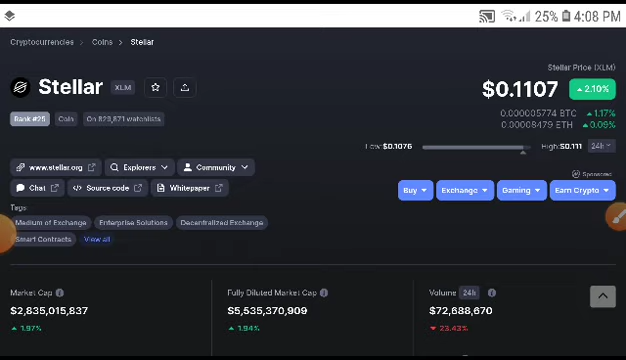 25% 4:08 PM
Cryptocurrencies > Coins > Stellar
Stellar Price (XLM)
Stellar XLM
$0.1107 ▲ 2.10%
0.000005774 BTC ▲ 1.17%
0.00008479 ETH ▲ 0.09%
Rank #25 Coin On 823,871 watchlists
Low: $0.1076 High: $0.111 24h
www.stellar.org Explorers Community
Sponsored
Chat Source code Whitepaper
Buy Exchange Gaming Earn Crypto
Tags
Medium of Exchange Enterprise Solutions Decentralized Exchange
Smart Contracts View all
Market Cap Fully Diluted Market Cap Volume 24h
$2,835,015,837 $5,535,370,909 $72,688,670
▲ 1.97% ▲ 1.94% ▼ 23.43%